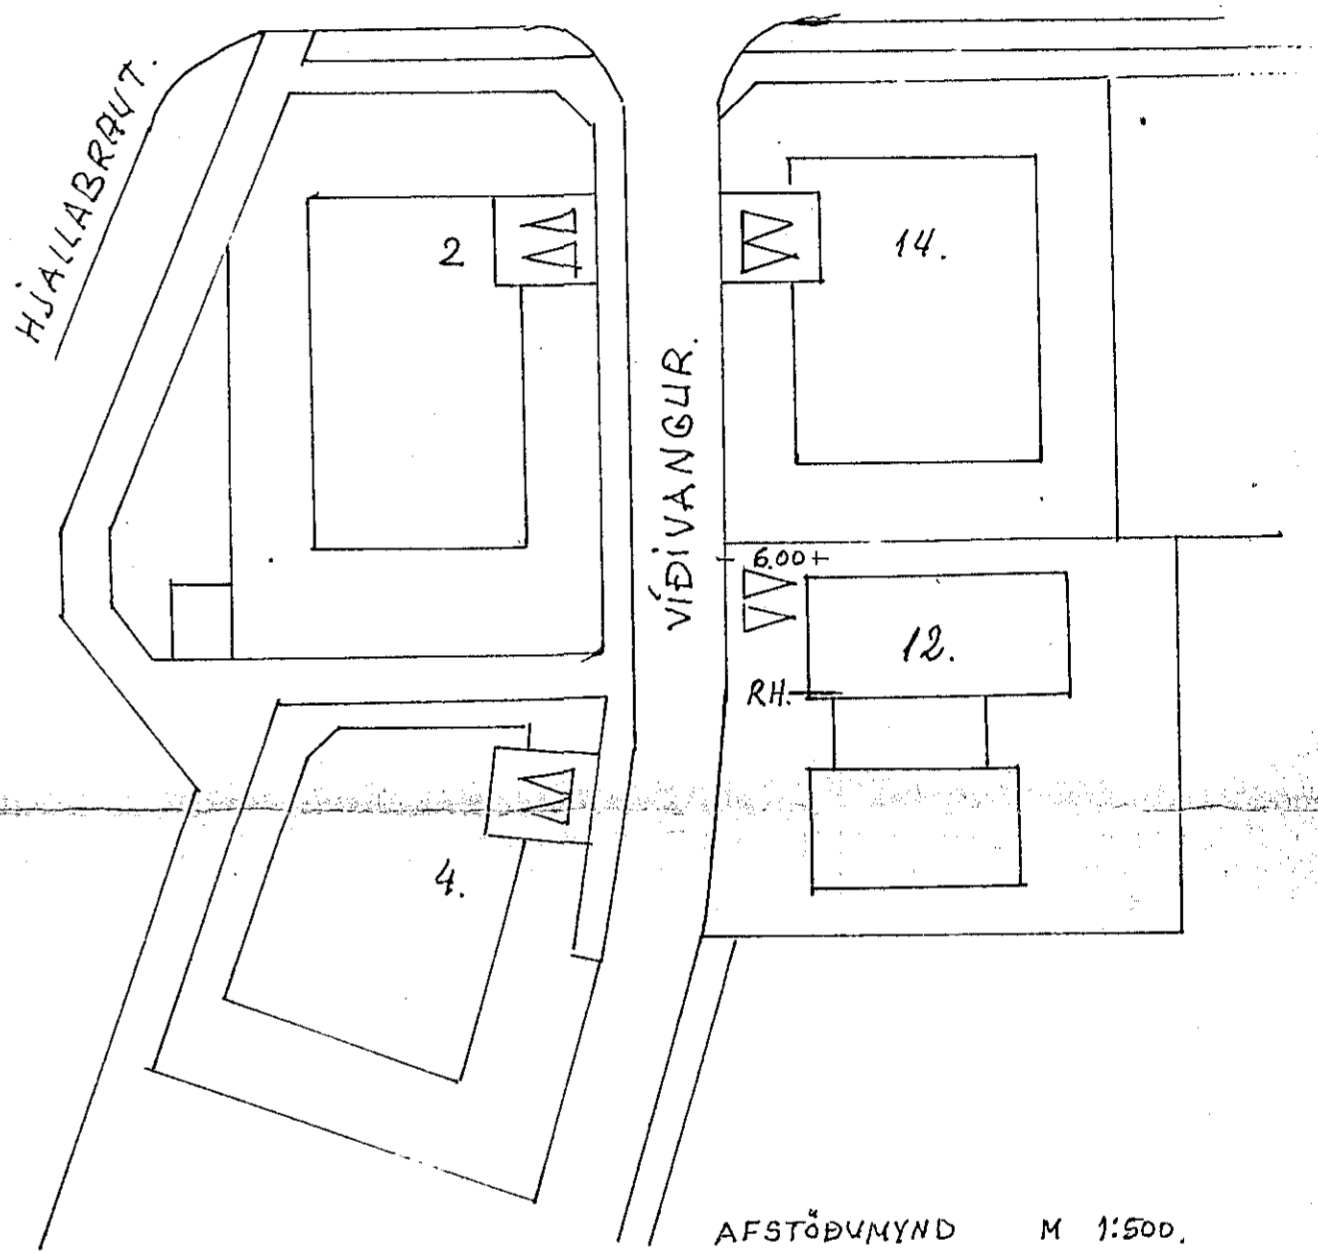 HJALLABRAUT.
2
14.
VÍÐIVANGUR.
6.00
12.
RH.
4.
AFSTÖÐUMYND M 1:500.